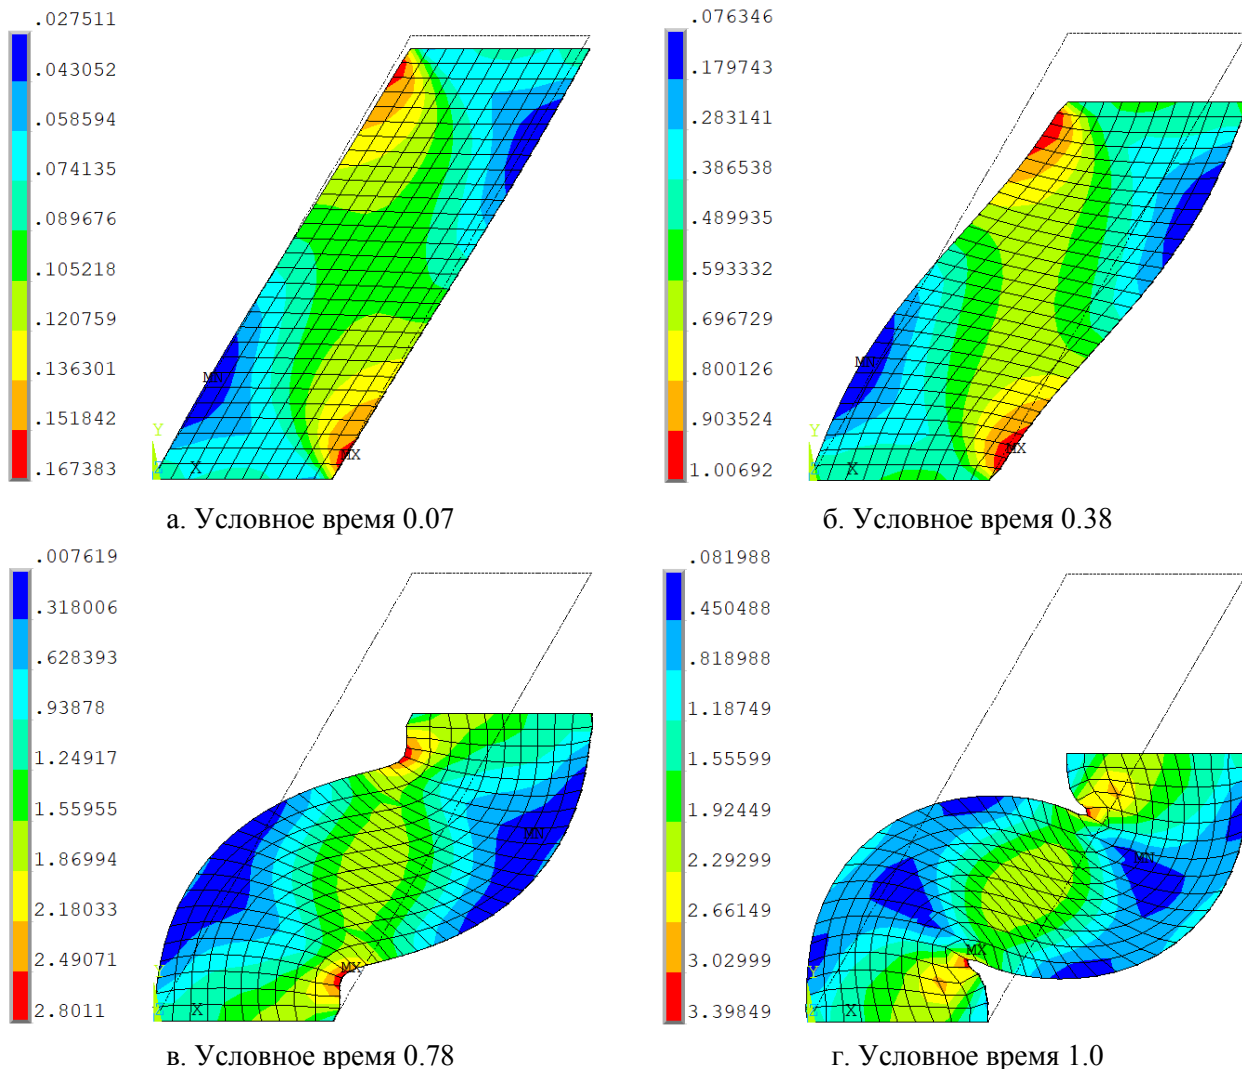 .027511
.043052
.058594
.074135
.089676
.105218
.120759
.136301
.151842
.167383
MN
MX
Y
Z X
а. Условное время 0.07
.076346
.179743
.283141
.386538
.489935
.593332
.696729
.800126
.903524
1.00692
MN
MX
Y
Z X
б. Условное время 0.38
.007619
.318006
.628393
.93878
1.24917
1.55955
1.86994
2.18033
2.49071
2.8011
MN
MX
Y
Z X
в. Условное время 0.78
.081988
.450488
.818988
1.18749
1.55599
1.92449
2.29299
2.66149
3.02999
3.39849
MN
MX
Y
Z X
г. Условное время 1.0